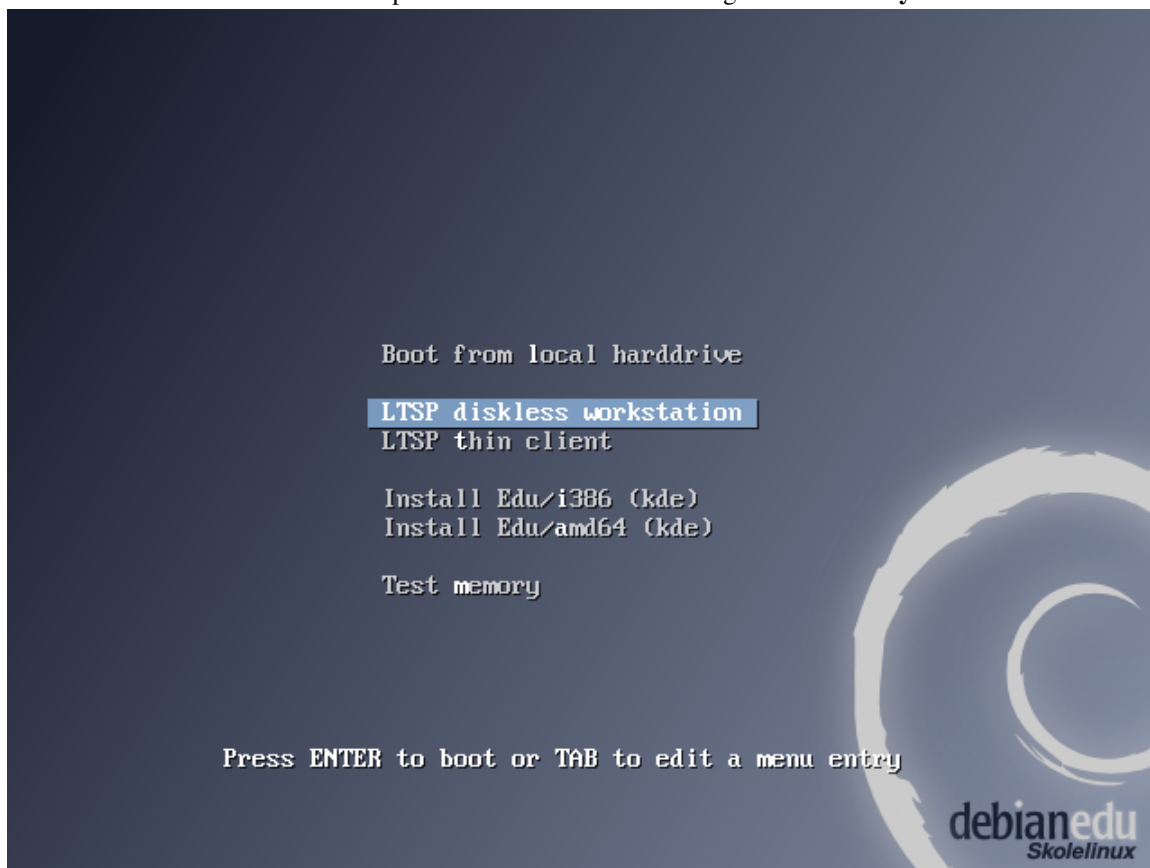 Boot from local harddrive
LTSP diskless workstation
LTSP thin client
Install Edu/i386 (kde)
Install Edu/amd64 (kde)
Test memory
Press ENTER to boot or TAB to edit a menu entry
debianedu
Skolelinux